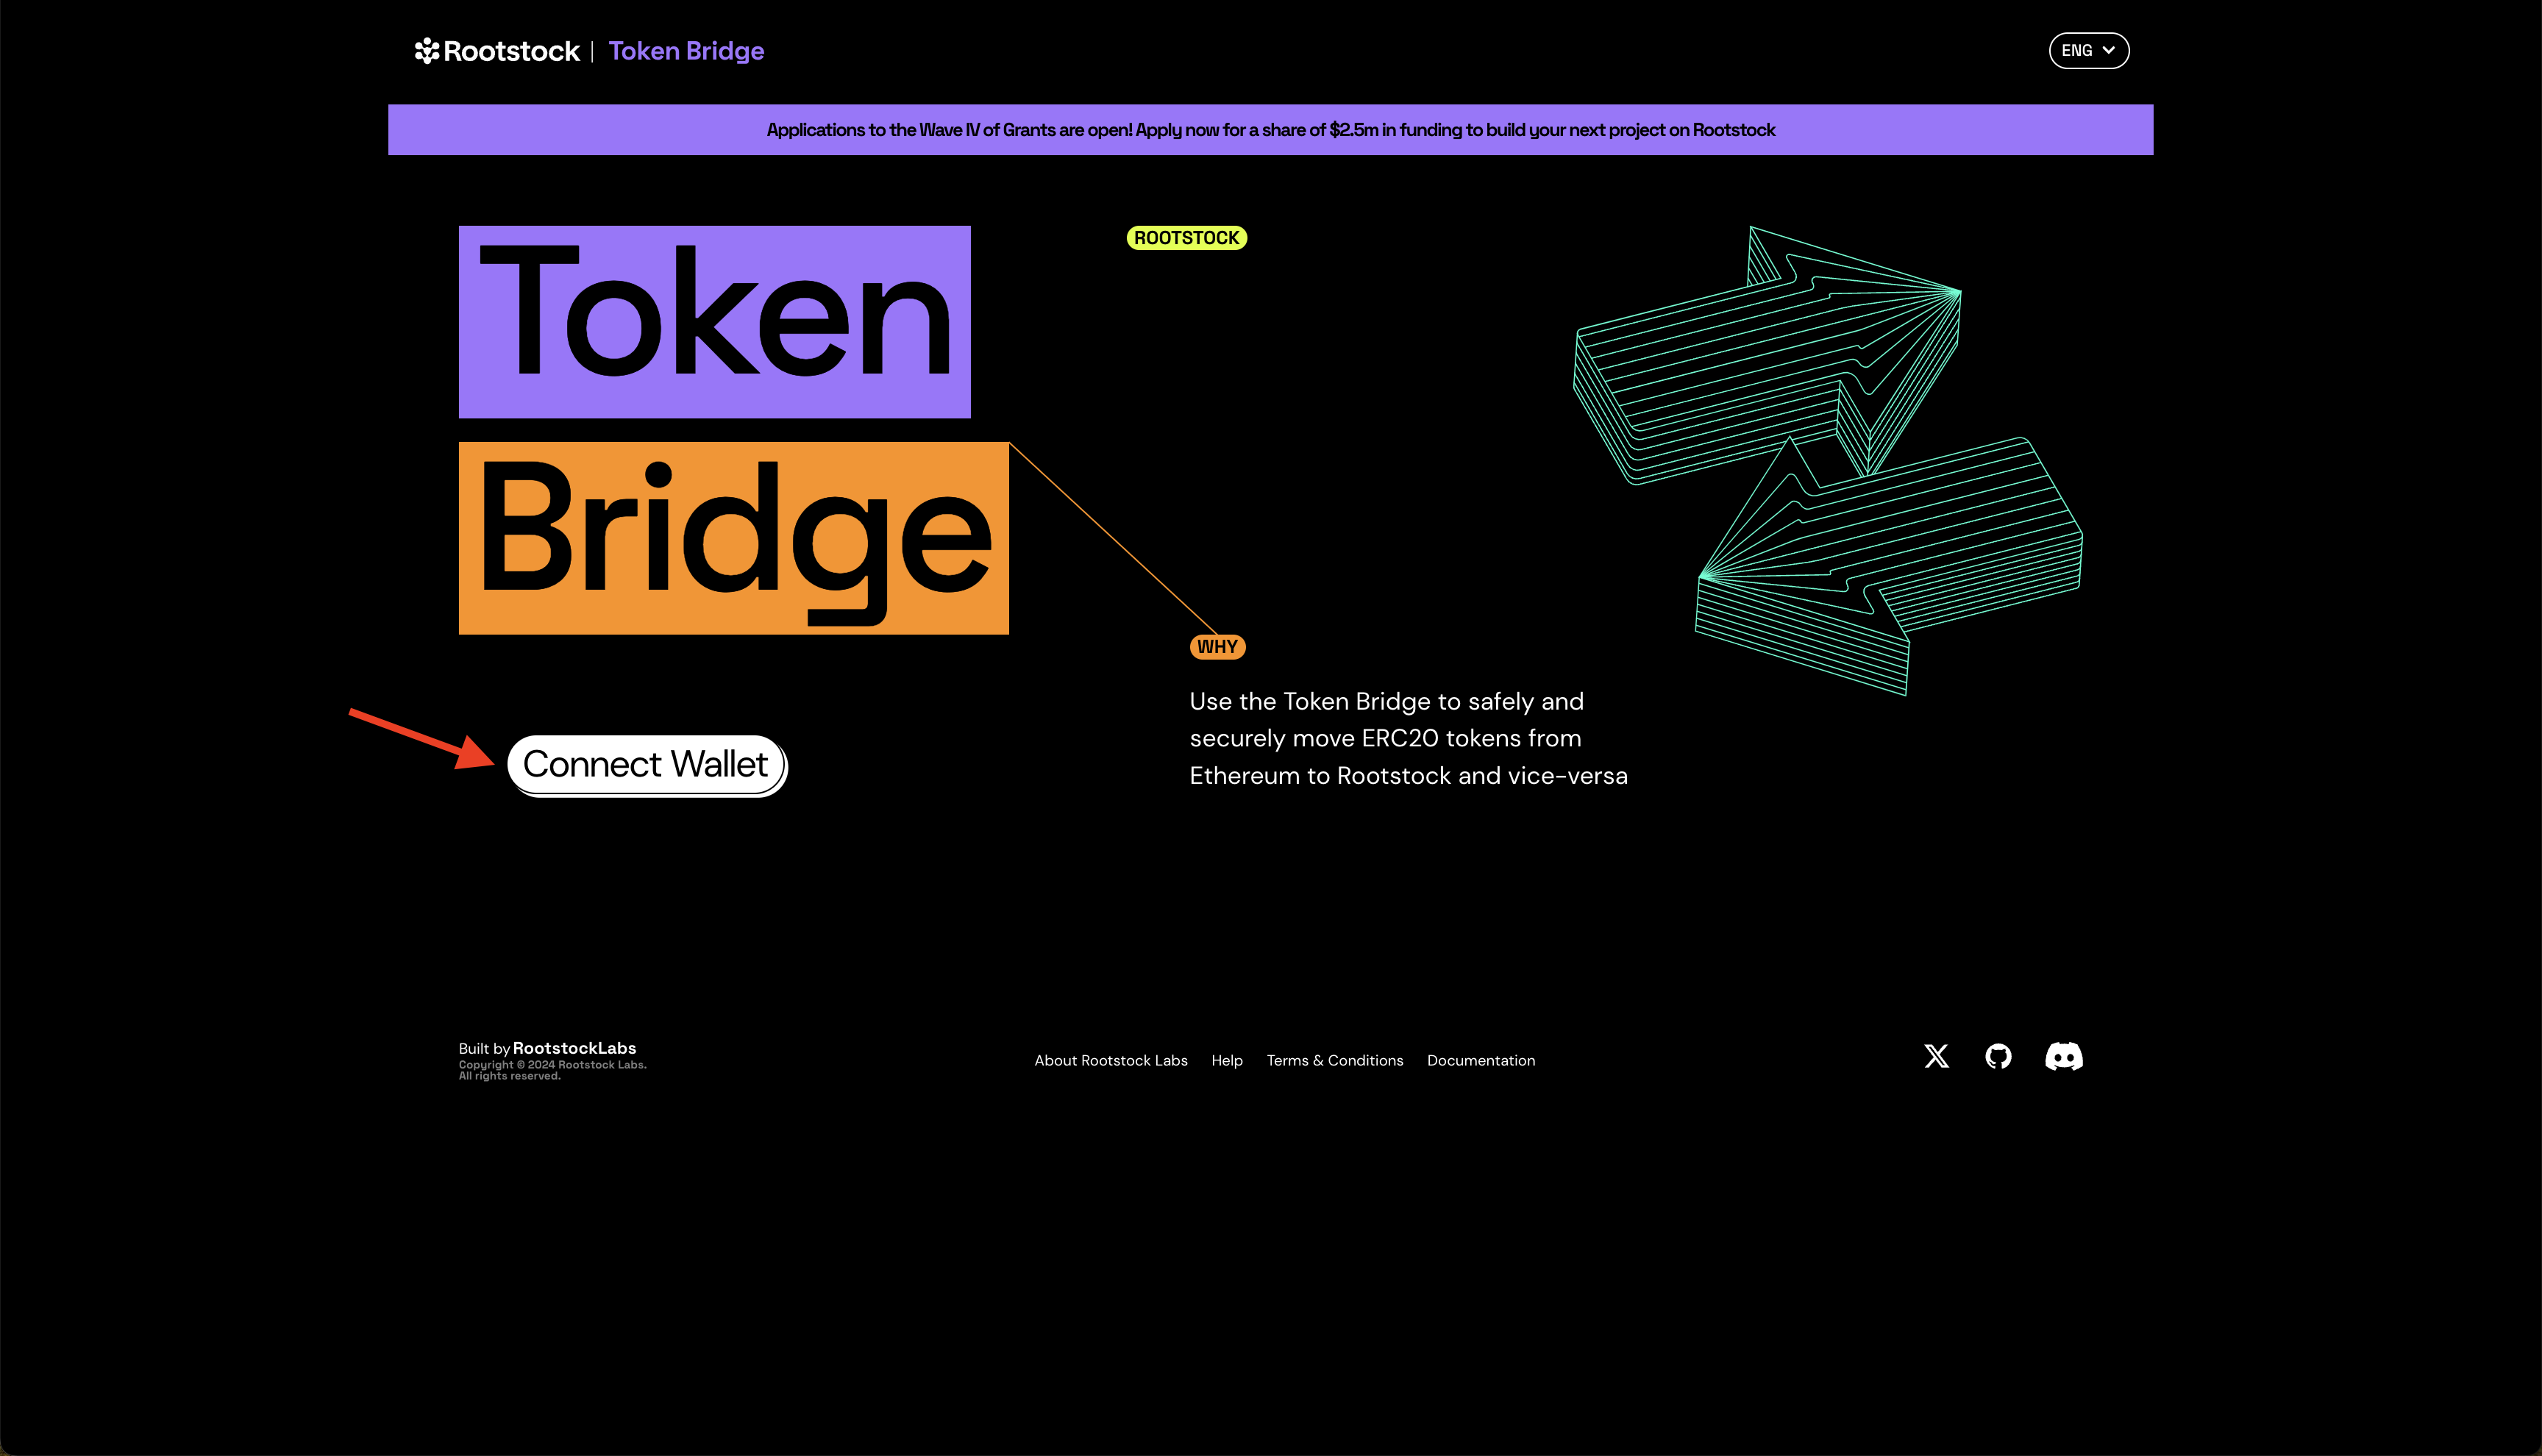 Rootstock | Token Bridge
ENG
Applications to the Wave IV of Grants are open! Apply now for a share of $2.5m in funding to build your next project on Rootstock
Token
Bridge
ROOTSTOCK
WHY
Use the Token Bridge to safely and
securely move ERC20 tokens from
Ethereum to Rootstock and vice-versa
Connect Wallet
Built by RootstockLabs
Copyright © 2024 Rootstock Labs.
All rights reserved.
About Rootstock Labs Help Terms & Conditions Documentation